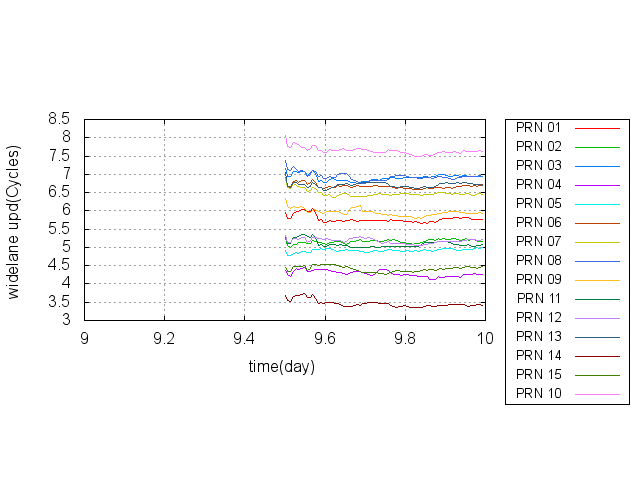 widelane upd(Cycles)
8.5
8
7.5
7
6.5
6
5.5
5
4.5
4
3.5
3
9
9.2
9.4
9.6
9.8
10
time(day)
PRN 01
PRN 02
PRN 03
PRN 04
PRN 05
PRN 06
PRN 07
PRN 08
PRN 09
PRN 11
PRN 12
PRN 13
PRN 14
PRN 15
PRN 10